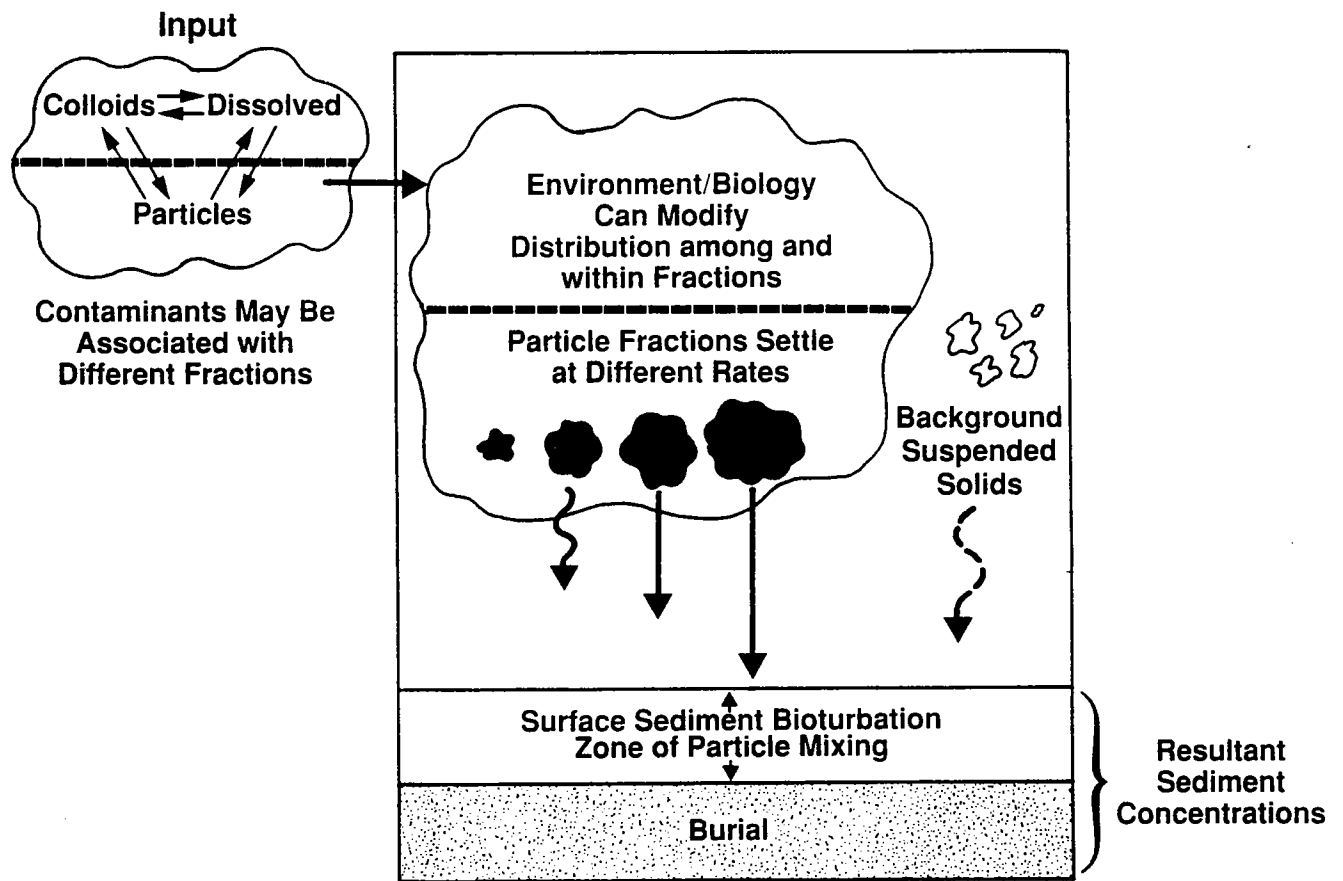 Input
Colloids Dissolved
Particles
Contaminants May Be
Associated with
Different Fractions
Environment/Biology
Can Modify
Distribution among and
within Fractions
Particle Fractions Settle
at Different Rates
Background
Suspended
Solids
Surface Sediment Bioturbation
Zone of Particle Mixing
Burial
Resultant
Sediment
Concentrations